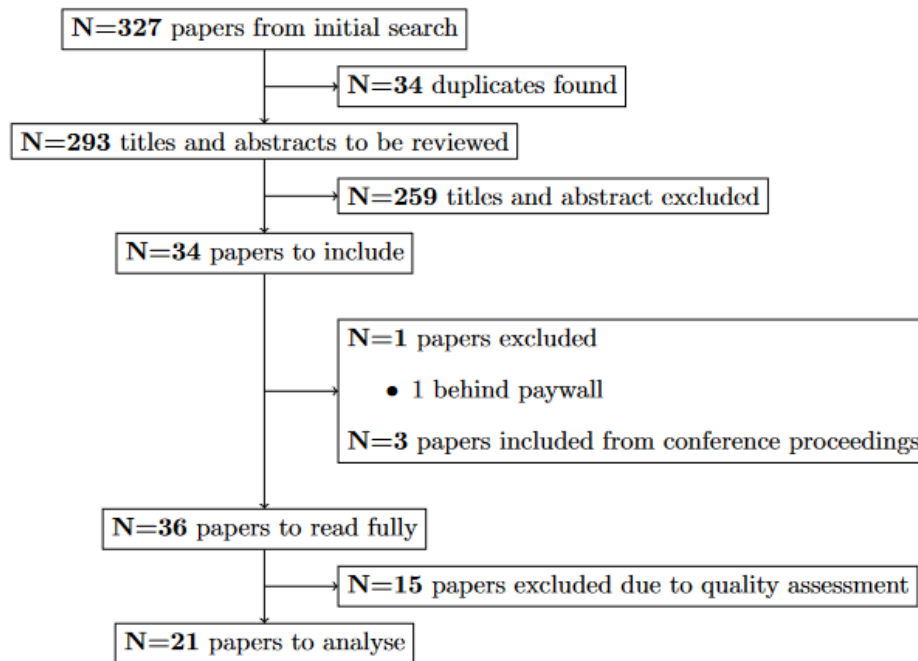 N=327 papers from initial search
N=34 duplicates found
N=293 titles and abstracts to be reviewed
N=259 titles and abstract excluded
N=34 papers to include
N=1 papers excluded
• 1 behind paywall
N=3 papers included from conference proceedings
N=36 papers to read fully
N=15 papers excluded due to quality assessment
N=21 papers to analyse